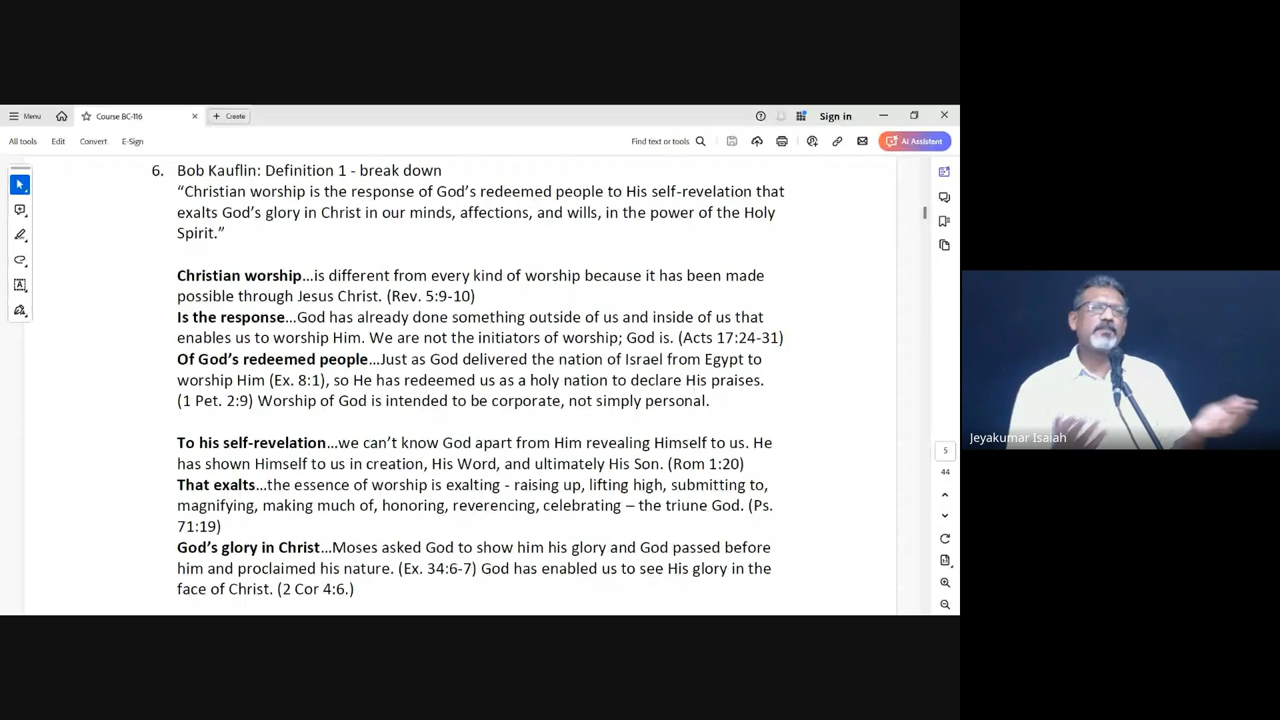 Menu
Course BC-116
Create
Sign in
All tools
Edit
Convert
E-Sign
Find text or tools
AI Assistant
6. Bob Kauflin: Definition 1 - break down
“Christian worship is the response of God’s redeemed people to His self-revelation that
exalts God’s glory in Christ in our minds, affections, and wills, in the power of the Holy
Spirit.”
Christian worship…is different from every kind of worship because it has been made
possible through Jesus Christ. (Rev. 5:9-10)
Is the response…God has already done something outside of us and inside of us that
enables us to worship Him. We are not the initiators of worship; God is. (Acts 17:24-31)
Of God’s redeemed people…Just as God delivered the nation of Israel from Egypt to
worship Him (Ex. 8:1), so He has redeemed us as a holy nation to declare His praises.
(1 Pet. 2:9) Worship of God is intended to be corporate, not simply personal.
To his self-revelation…we can’t know God apart from Him revealing Himself to us. He
has shown Himself to us in creation, His Word, and ultimately His Son. (Rom 1:20)
That exalts…the essence of worship is exalting - raising up, lifting high, submitting to,
magnifying, making much of, honoring, reverencing, celebrating – the triune God. (Ps.
71:19)
God’s glory in Christ…Moses asked God to show him his glory and God passed before
him and proclaimed his nature. (Ex. 34:6-7) God has enabled us to see His glory in the
face of Christ. (2 Cor 4:6.)
5
44
Jeyakumar Isaiah